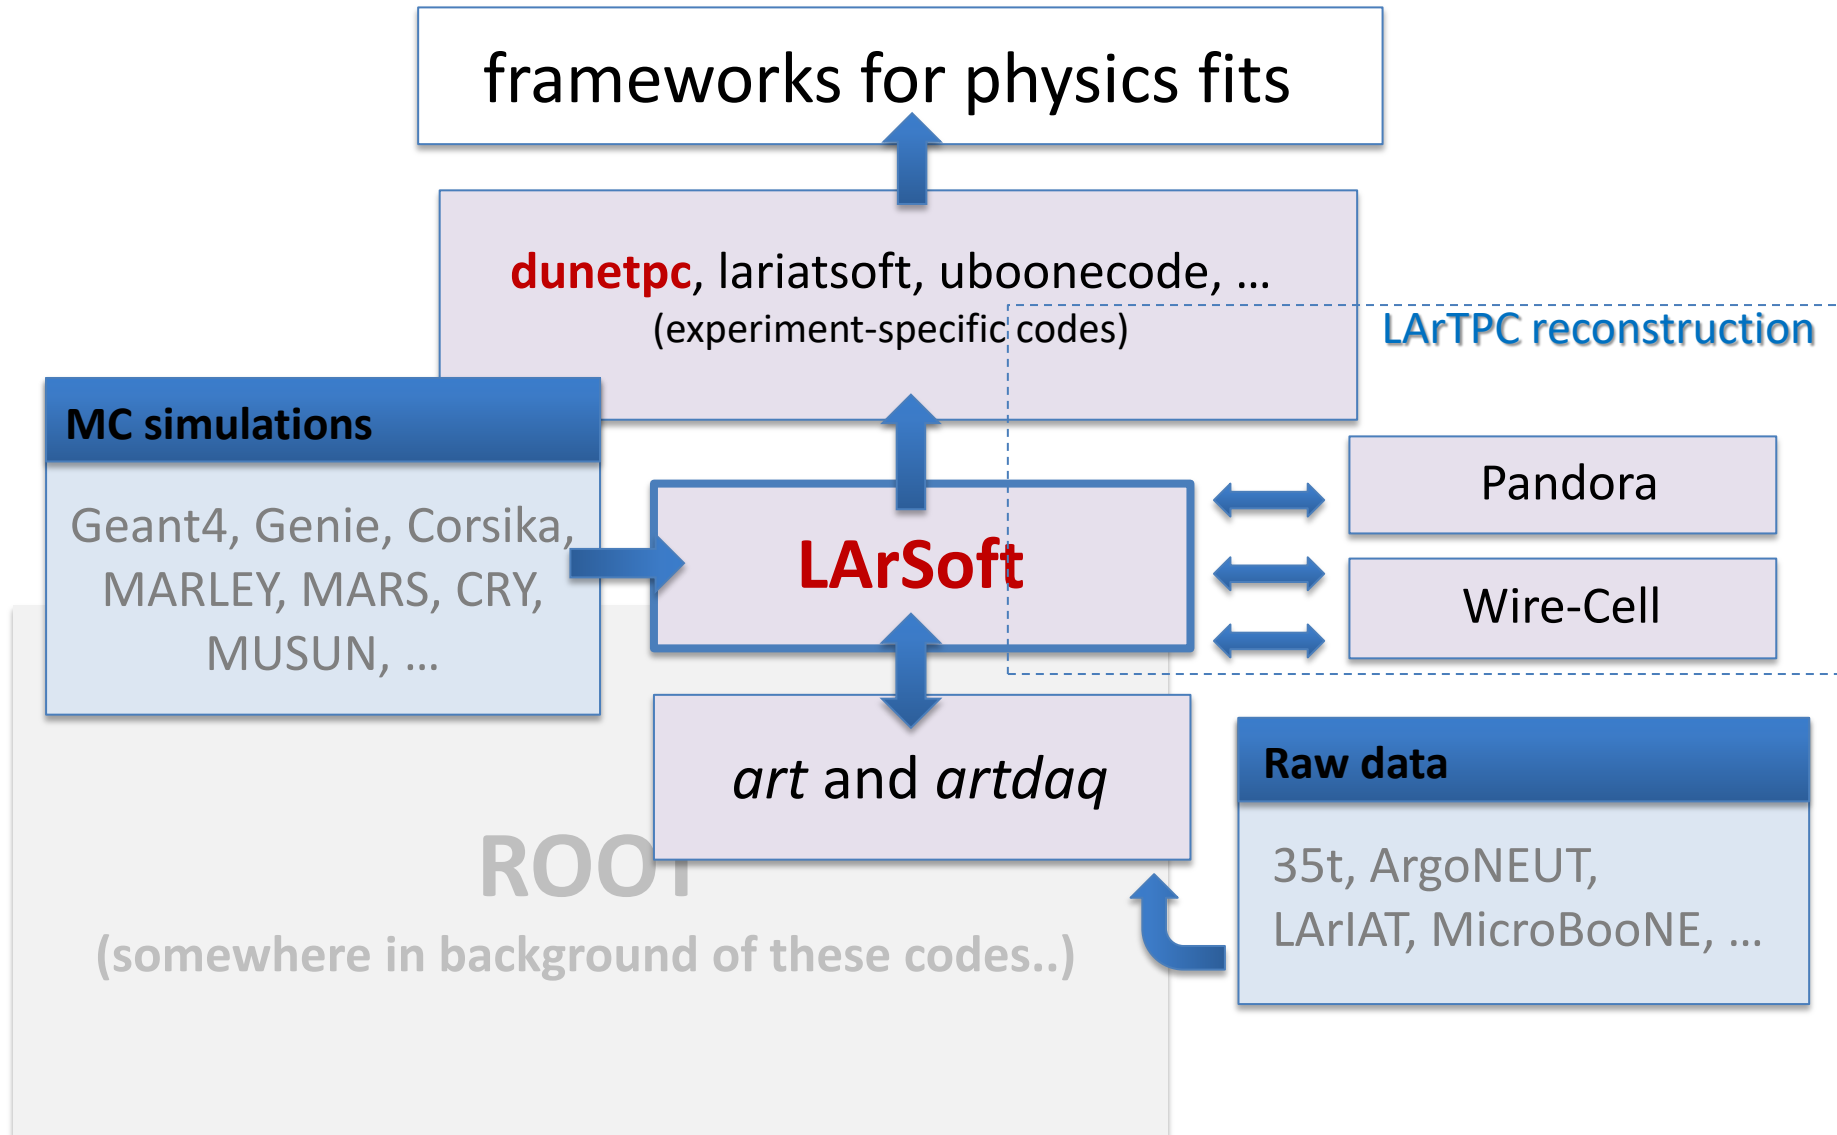 frameworks for physics fits
dunetpc, lariatsoft, uboonecode, ...
(experiment-specific codes)
LArTPC reconstruction
MC simulations
Geant4, Genie, Corsika,
MARLEY, MARS, CRY,
MUSUN, ...
LArSoft
Pandora
Wire-Cell
art and artdaq
Raw data
35t, ArgoNEUT,
LArIAT, MicroBooNE, ...
ROOT
(somewhere in background of these codes..)